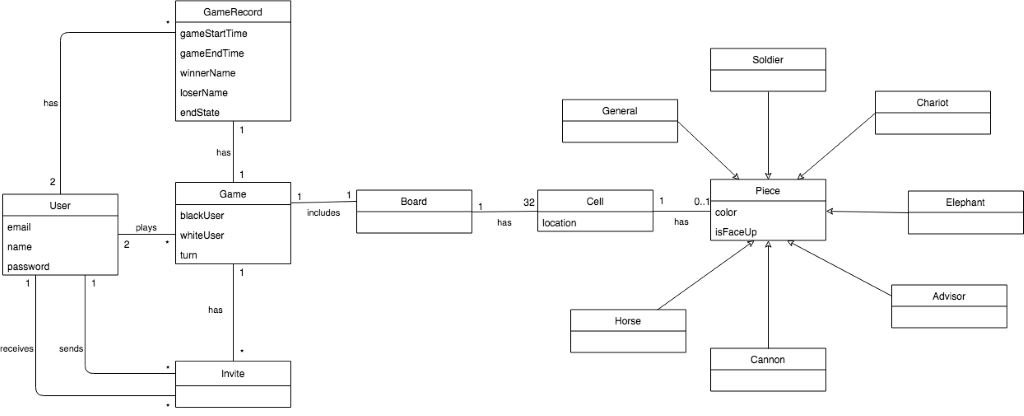 GameRecord
gameStartTime
gameEndTime
winnerName
loserName
endState
*
has
2
1
has
1
User
email
name
password
plays
2
*
Game
blackUser
whiteUser
turn
1
includes
1
Board
1
has
32
Cell
location
1
has
0..1
Piece
color
isFaceUp
Soldier
General
Chariot
Elephant
Advisor
Cannon
Horse
1
has
*
1
receives
*
1
sends
*
Invite